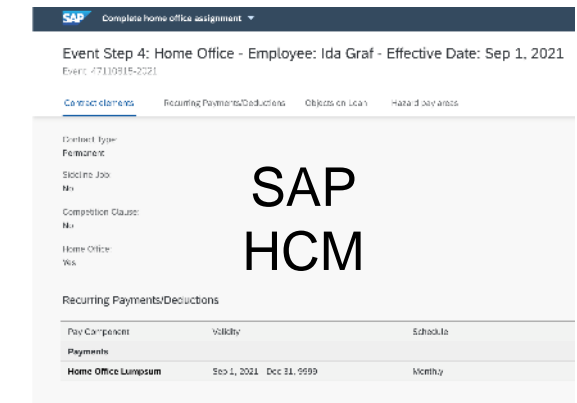 SAP Complete home office assignment
Event Step 4: Home Office - Employee: Ida Graf - Effective Date: Sep 1, 2021
Event: 47110815-2021
Contract elements Recurring Payments/Deductions Objects on Loan Hazard pay areas
Contract Type:
Permanent
Sideline Job:
No
Competition Clause:
No
Home Office:
Yes
SAP
HCM
Recurring Payments/Deductions
Pay Component Validity Schedule
Payments
Home Office Lumpsum Sep 1, 2021 - Dec 31, 9999 Monthly